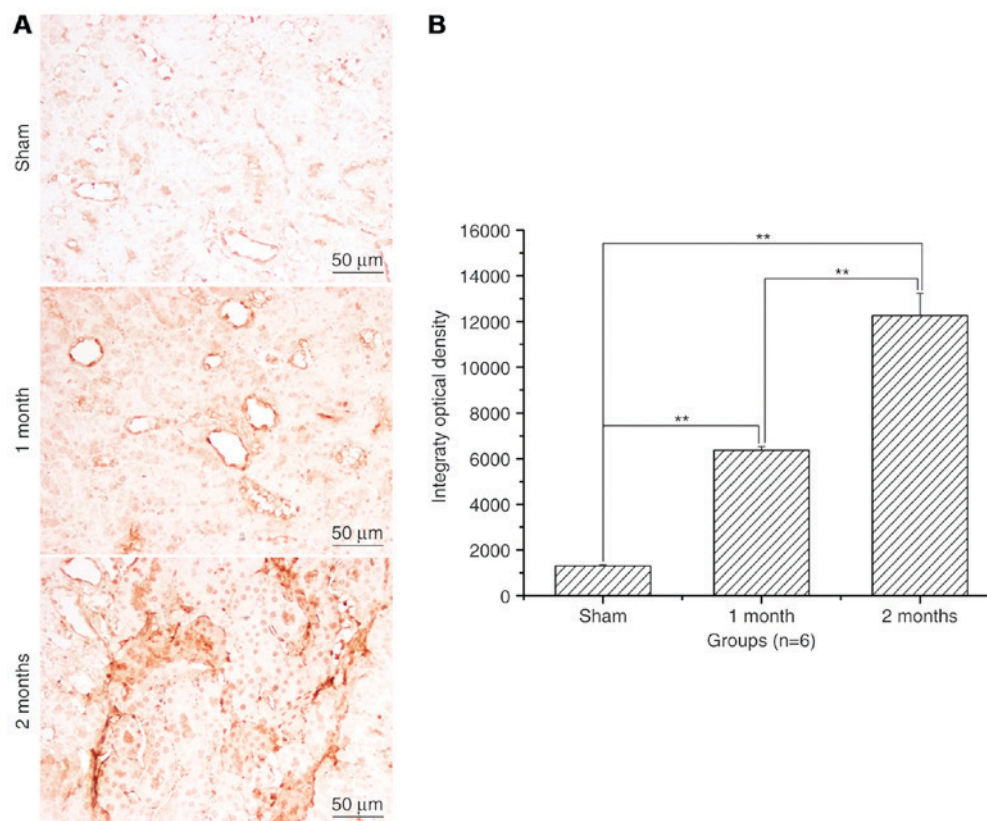 A
Sham
50 μm
1 month
50 μm
2 months
50 μm
B
Integraty optical density
16000
14000
12000
10000
8000
6000
4000
2000
0
**
**
**
Sham
1 month
2 months
Groups (n=6)